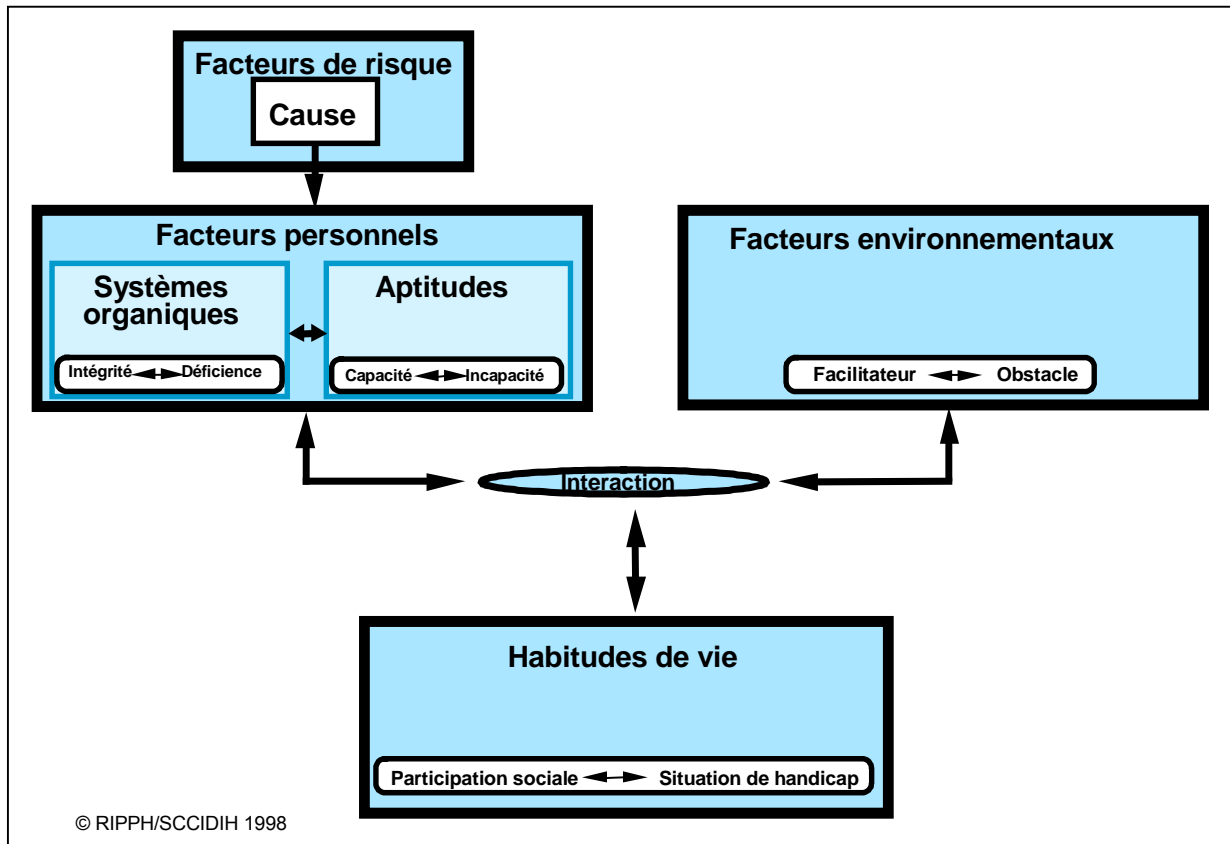 Facteurs de risque
Cause
Facteurs personnels
Systèmes
organiques
Intégrité Déficience
Aptitudes
Capacité Incapacité
Facteurs environnementaux
Facilitateur Obstacle
Interaction
Habitudes de vie
Participation sociale Situation de handicap
© RIPPH/SCCIDIH 1998